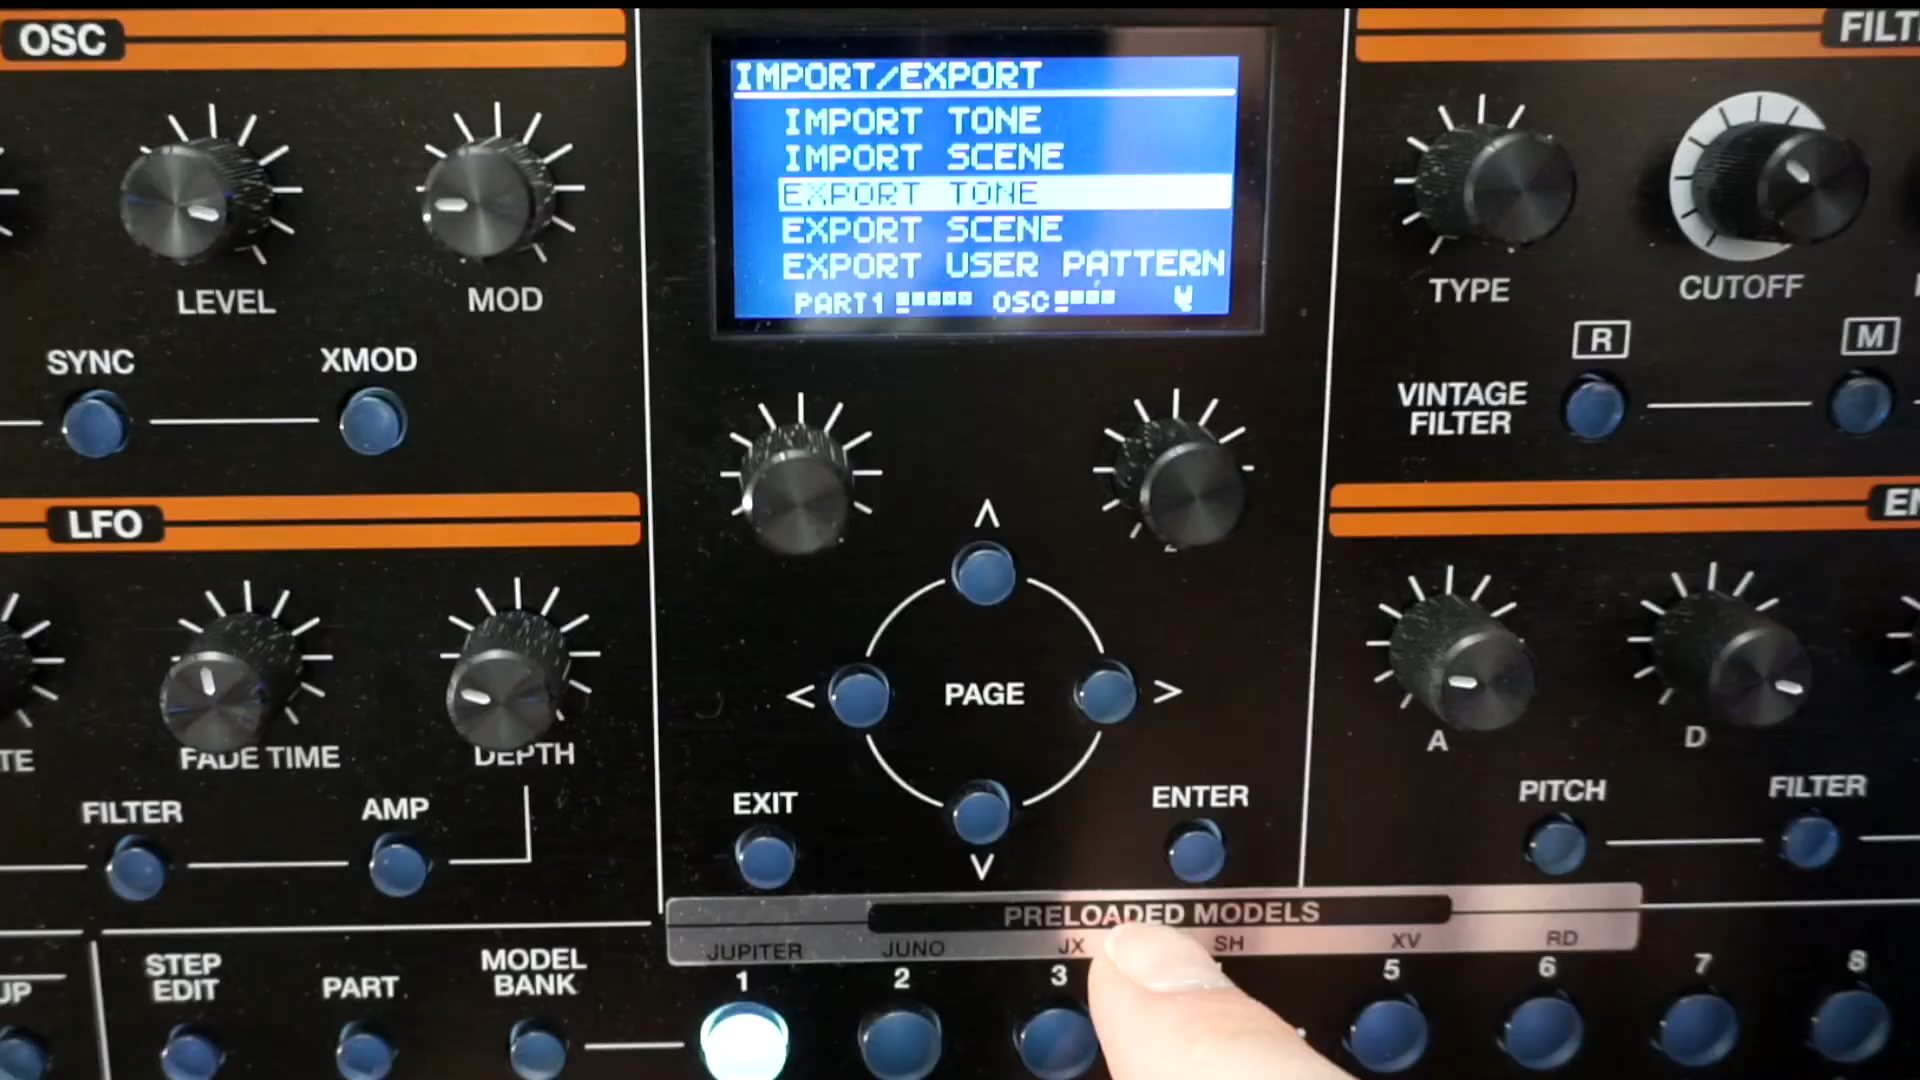 OSC
LEVEL
MOD
SYNC
XMOD
LFO
FADE TIME
DEPTH
FILTER
AMP
STEP
EDIT
PART
MODEL
BANK
IMPORT/EXPORT
IMPORT TONE
IMPORT SCENE
EXPORT TONE
EXPORT SCENE
EXPORT USER PATTERN
PART1 OSC
^
< PAGE >
V
EXIT
ENTER
PRELOADED MODELS
JUPITER JUNO JX SH XV RD
1 2 3 5 6 7 8
TYPE
CUTOFF
R
M
VINTAGE
FILTER
A
D
PITCH
FILTER